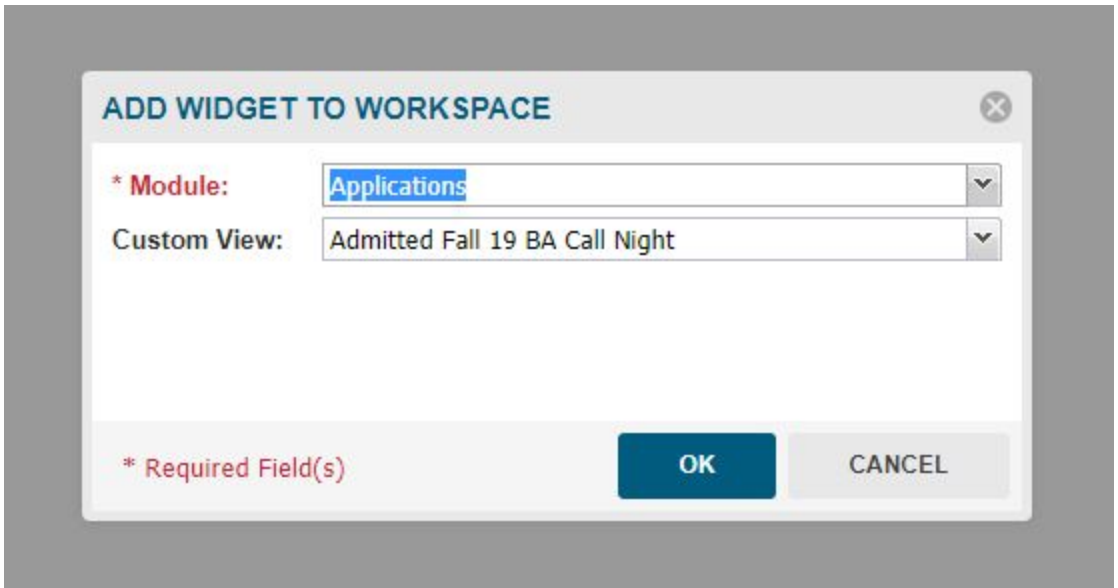 ADD WIDGET TO WORKSPACE
* Module: Applications
Custom View: Admitted Fall 19 BA Call Night
* Required Field(s) OK CANCEL